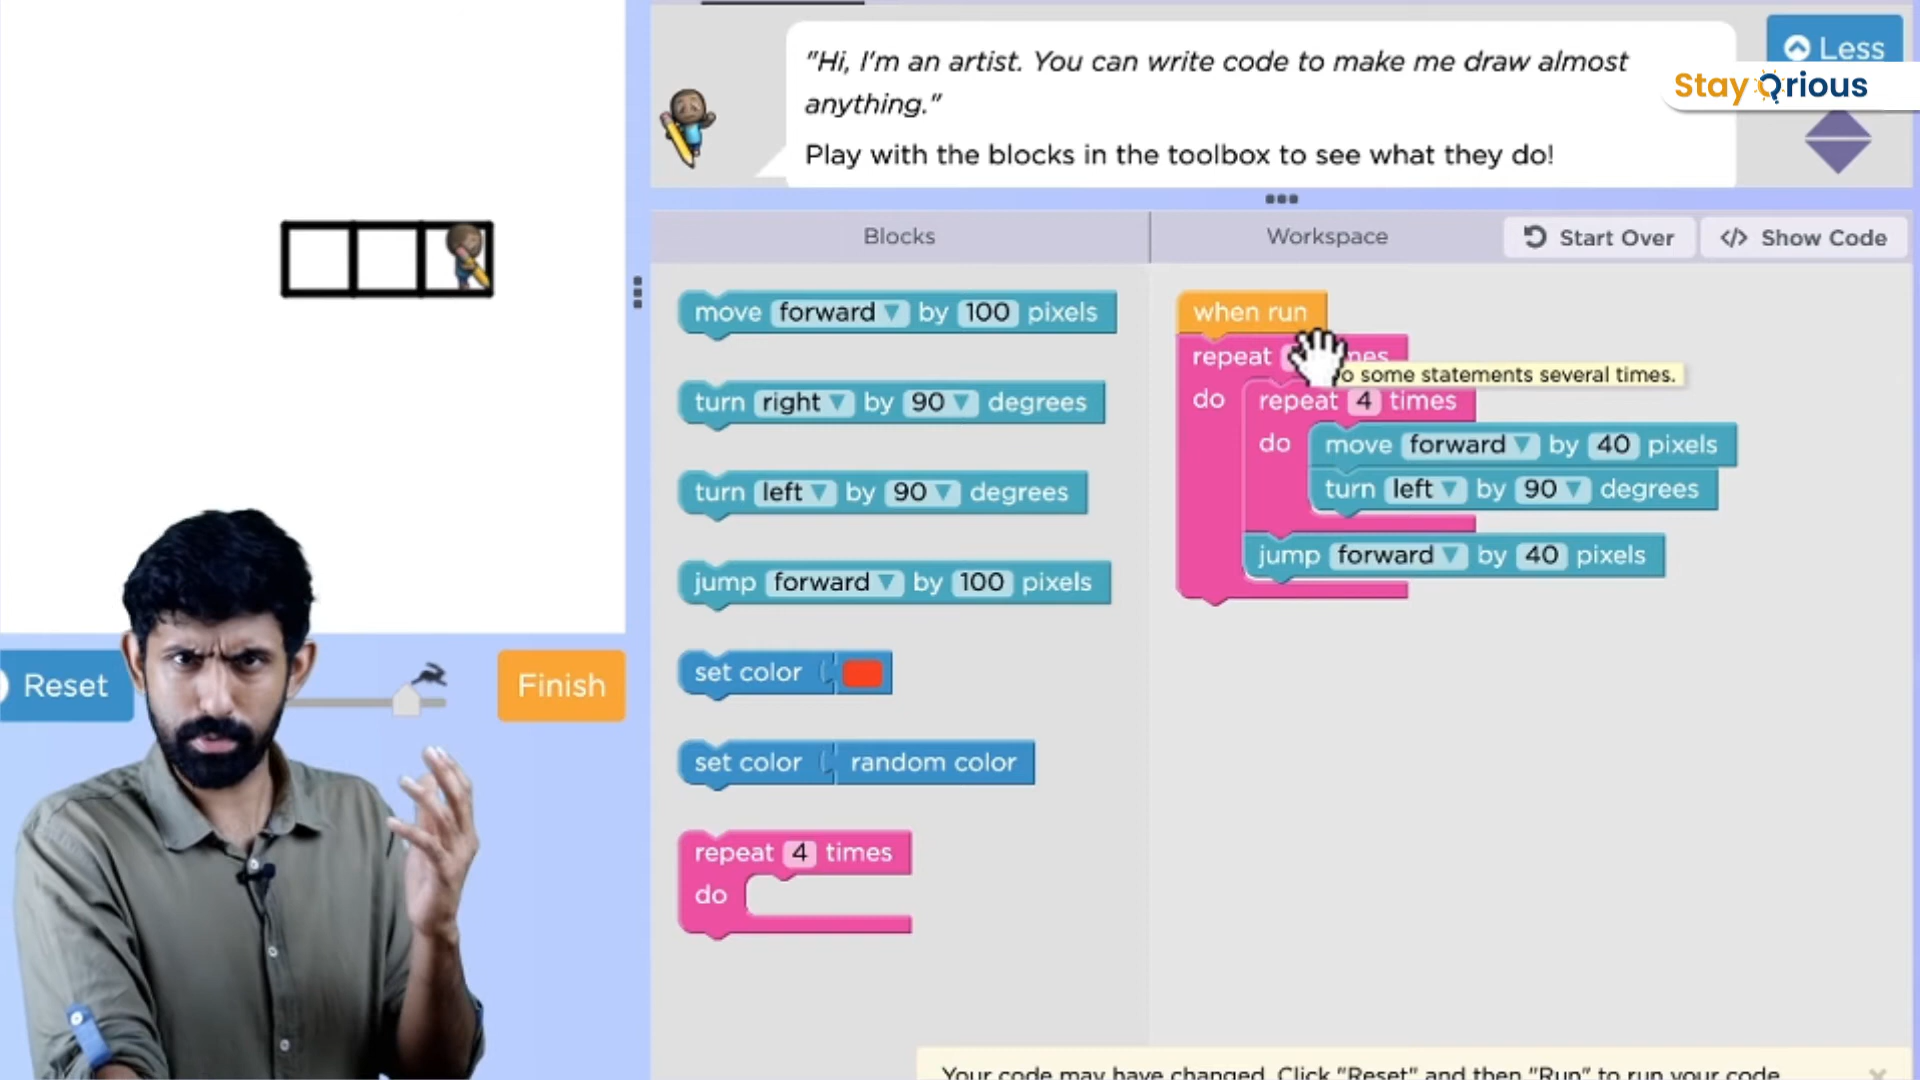 "Hi, I'm an artist. You can write code to make me draw almost
anything."
Play with the blocks in the toolbox to see what they do!
Less
Stay Qrious
Blocks
Workspace
Start Over
</> Show Code
move forward by 100 pixels
turn right by 90 degrees
turn left by 90 degrees
jump forward by 100 pixels
set color
set color random color
repeat 4 times
do
when run
repeat
o some statements several times.
do
repeat 4 times
do
move forward by 40 pixels
turn left by 90 degrees
jump forward by 40 pixels
Reset
Finish
Your code may have changed. Click "Reset" and then "Run" to run your code